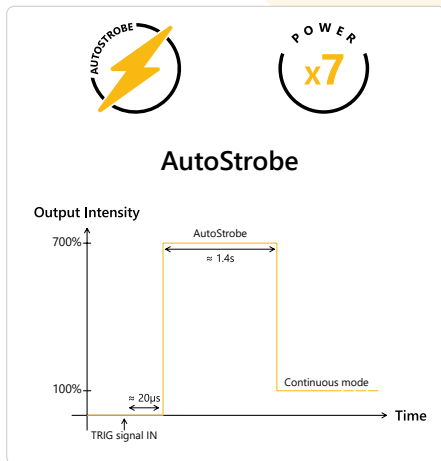 AUTOSTROBE
POWER
x7
AutoStrobe
Output Intensity
700%
AutoStrobe
≈ 1.4s
100%
Continuous mode
≈ 20µs
Time
TRIG signal IN